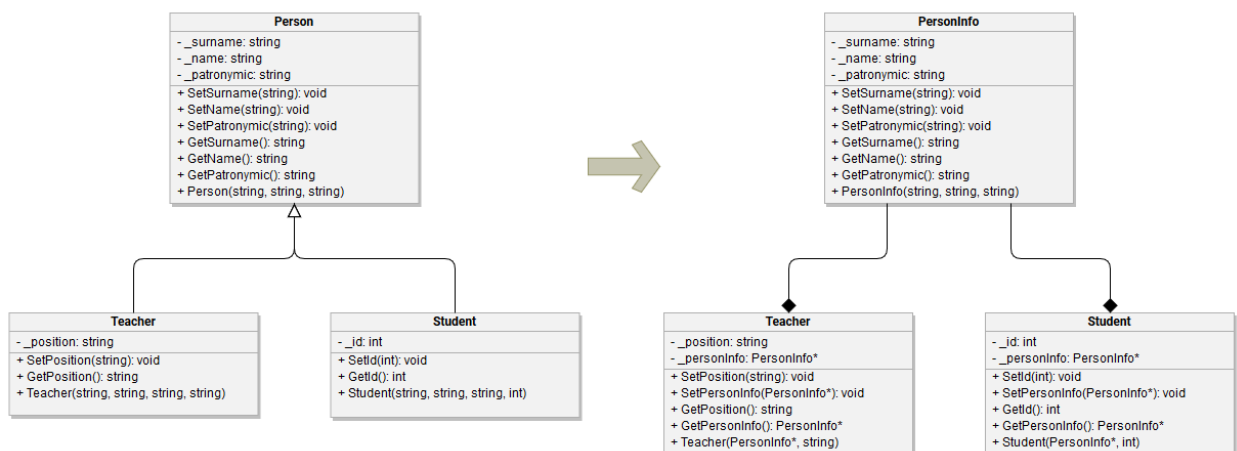 Person
- _surname: string
- _name: string
- _patronymic: string
+ SetSurname(string): void
+ SetName(string): void
+ SetPatronymic(string): void
+ GetSurname(): string
+ GetName(): string
+ GetPatronymic(): string
+ Person(string, string, string)
Teacher
- _position: string
+ SetPosition(string): void
+ GetPosition(): string
+ Teacher(string, string, string, string)
Student
- _id: int
+ SetId(int): void
+ GetId(): int
+ Student(string, string, string, int)
PersonInfo
- _surname: string
- _name: string
- _patronymic: string
+ SetSurname(string): void
+ SetName(string): void
+ SetPatronymic(string): void
+ GetSurname(): string
+ GetName(): string
+ GetPatronymic(): string
+ PersonInfo(string, string, string)
Teacher
- _position: string
- _personInfo: PersonInfo*
+ SetPosition(string): void
+ SetPersonInfo(PersonInfo*): void
+ GetPosition(): string
+ GetPersonInfo(): PersonInfo*
+ Teacher(PersonInfo*, string)
Student
- _id: int
- _personInfo: PersonInfo*
+ SetId(int): void
+ SetPersonInfo(PersonInfo*): void
+ GetId(): int
+ GetPersonInfo(): PersonInfo*
+ Student(PersonInfo*, int)